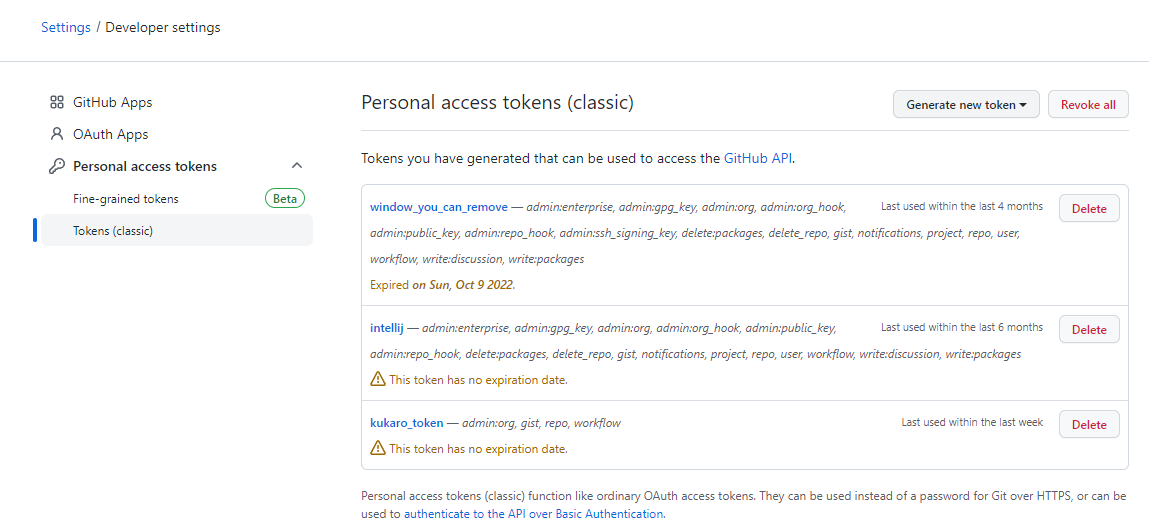 Settings / Developer settings
GitHub Apps
OAuth Apps
Personal access tokens
Fine-grained tokens Beta
Tokens (classic)
Personal access tokens (classic)
Generate new token
Revoke all
Tokens you have generated that can be used to access the GitHub API.
window_you_can_remove — admin:enterprise, admin:gpg_key, admin:org, admin:org_hook,
Last used within the last 4 months
Delete
admin:public_key, admin:repo_hook, admin:ssh_signing_key, delete:packages, delete_repo, gist, notifications, project, repo, user,
workflow, write:discussion, write:packages
Expired on Sun, Oct 9 2022.
intellij — admin:enterprise, admin:gpg_key, admin:org, admin:org_hook, admin:public_key,
Last used within the last 6 months
Delete
admin:repo_hook, delete:packages, delete_repo, gist, notifications, project, repo, user, workflow, write:discussion, write:packages
This token has no expiration date.
kukaro_token — admin:org, gist, repo, workflow
Last used within the last week
Delete
This token has no expiration date.
Personal access tokens (classic) function like ordinary OAuth access tokens. They can be used instead of a password for Git over HTTPS, or can be
used to authenticate to the API over Basic Authentication.